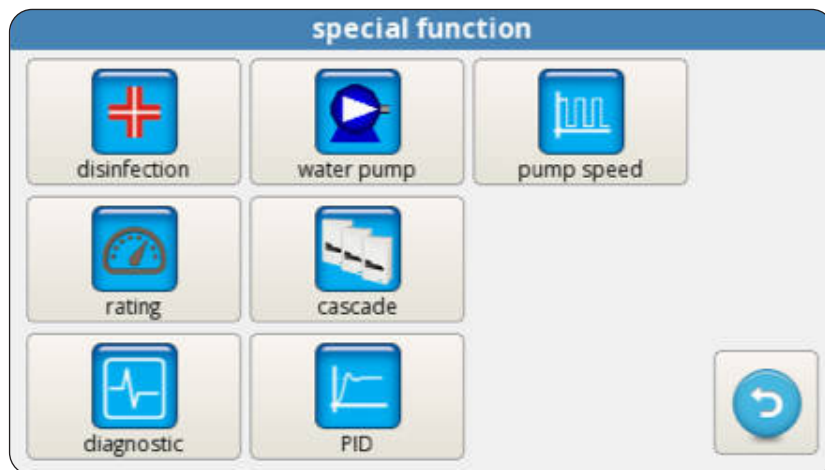 special function
disinfection
water pump
pump speed
rating
cascade
diagnostic
PID